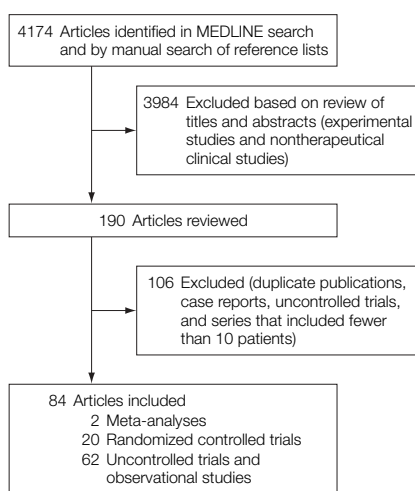 4174 Articles identified in MEDLINE search
and by manual search of reference lists
3984 Excluded based on review of
titles and abstracts (experimental
studies and nontherapeutical
clinical studies)
190 Articles reviewed
106 Excluded (duplicate publications,
case reports, uncontrolled trials,
and series that included fewer
than 10 patients)
84 Articles included
2 Meta-analyses
20 Randomized controlled trials
62 Uncontrolled trials and
observational studies